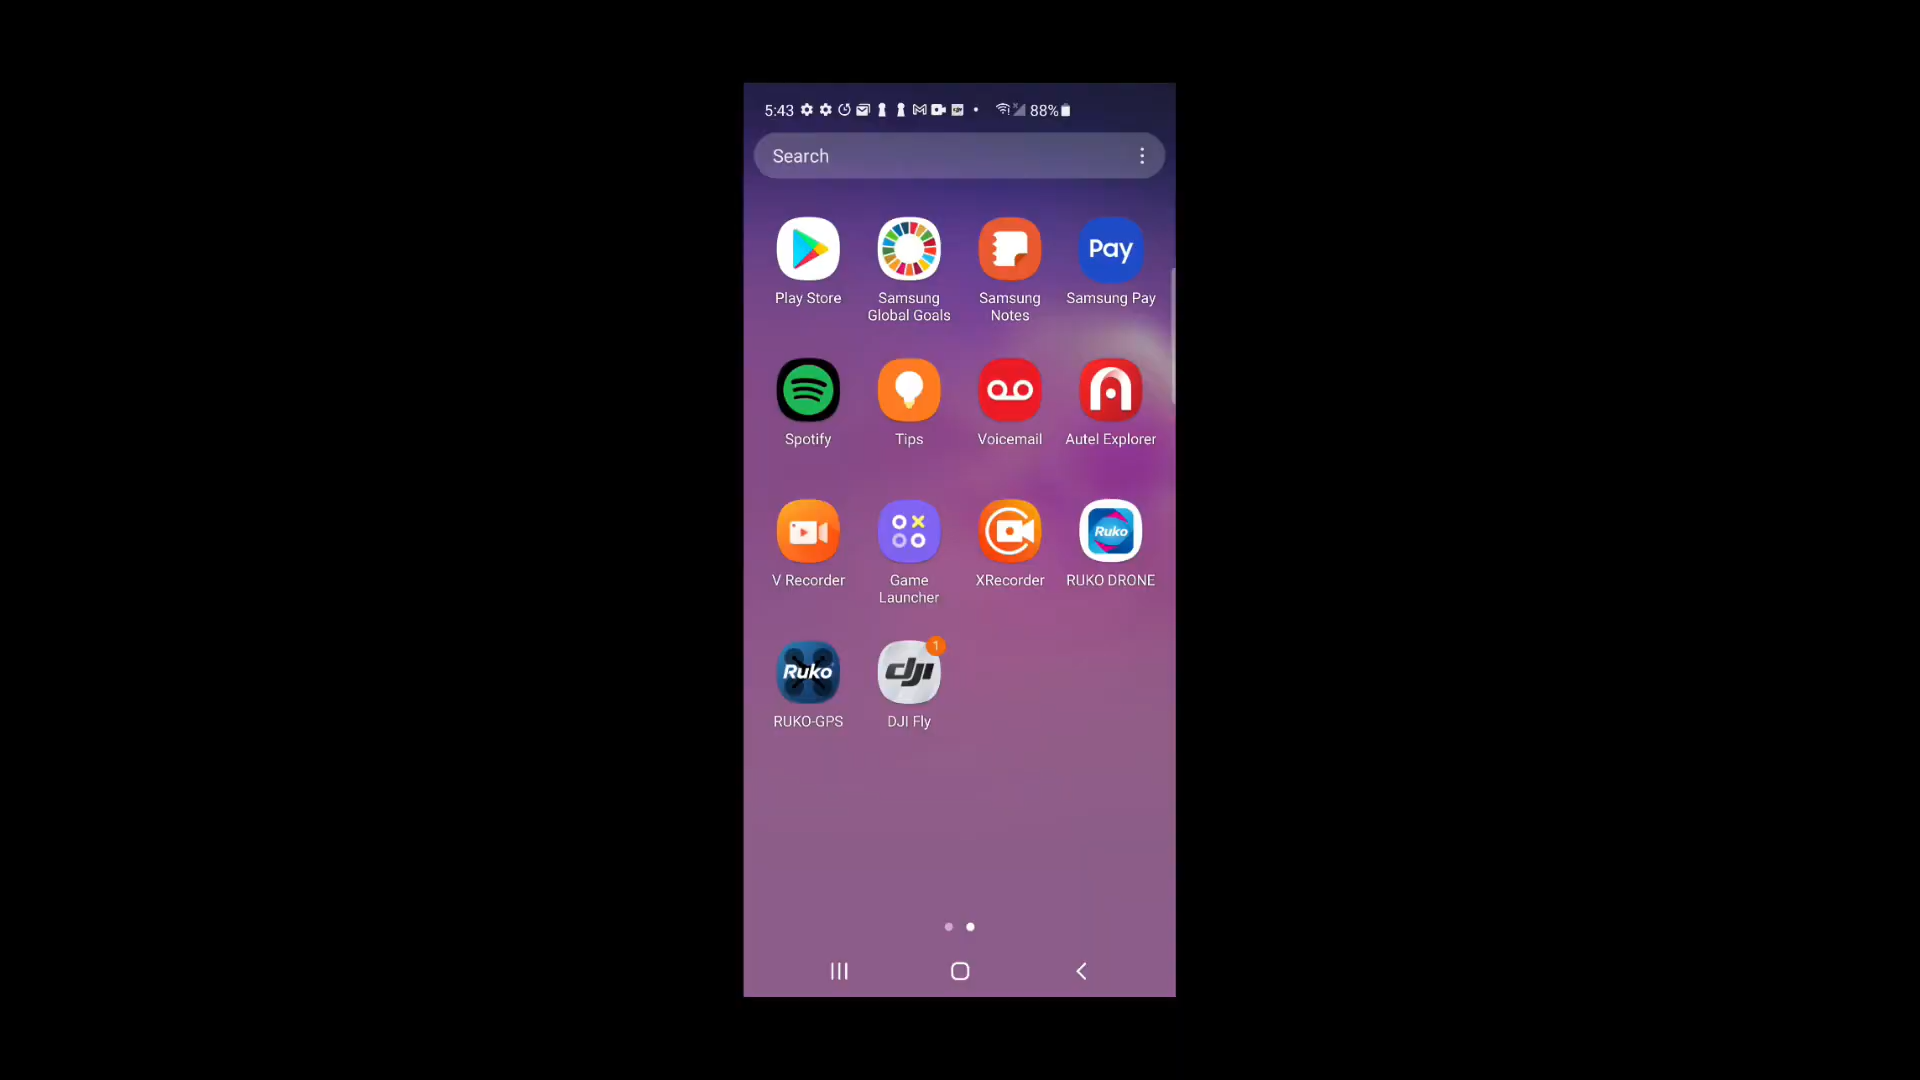 5:43 88%
Search
Pay
Play Store
Samsung
Global Goals
Samsung
Notes
Samsung Pay
Spotify
Tips
Voicemail
Autel Explorer
Ruko
V Recorder
Game
Launcher
XRecorder
RUKO DRONE
Ruko
dji
1
RUKO-GPS
DJI Fly